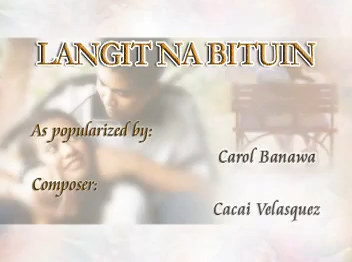 LANGIT NA BITUIN
As popularized by:
Carol Banawa
Composer:
Cacai Velasquez